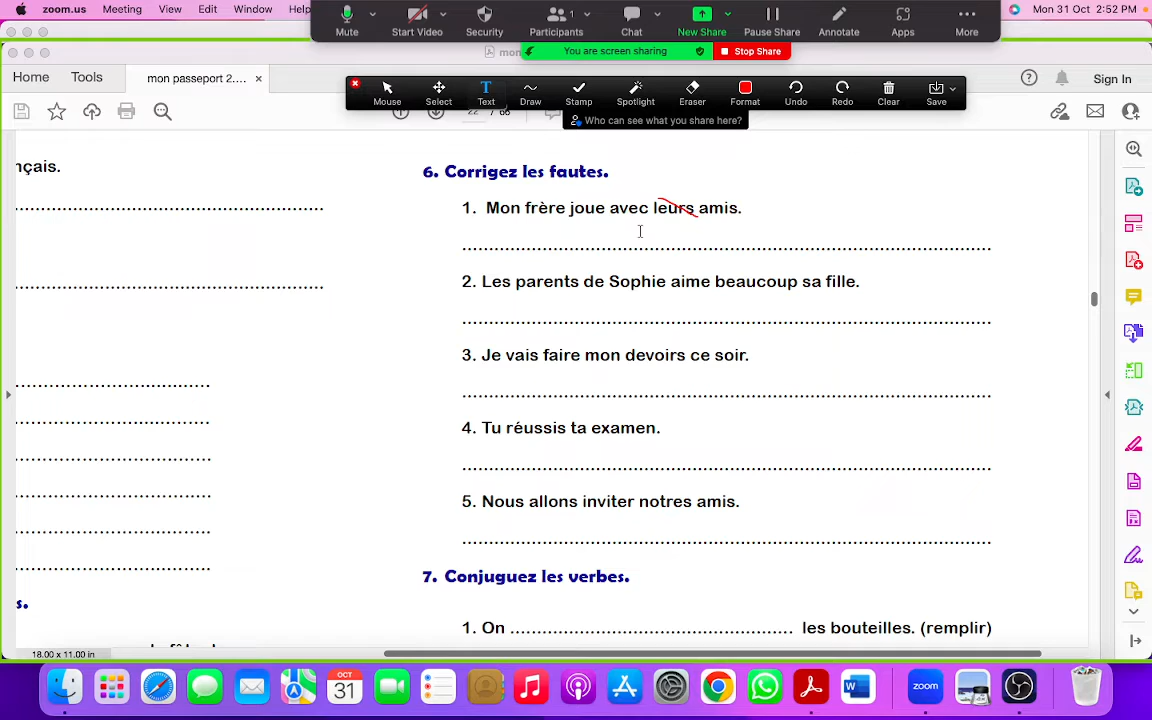 zoom.us Meeting View Edit Window Help Mon 31 Oct 2:52 PM
Mute Start Video Security Participants 1 Chat New Share Pause Share Annotate Apps More
You are screen sharing Stop Share
Home Tools mon passeport 2.... × Sign In
Mouse Select Text Draw Stamp Spotlight Eraser Format Undo Redo Clear Save
22 / 66
Who can see what you share here?
nçais.
6. Corrigez les fautes.
1. Mon frère joue avec leurs amis.
2. Les parents de Sophie aime beaucoup sa fille.
3. Je vais faire mon devoirs ce soir.
4. Tu réussis ta examen.
5. Nous allons inviter notres amis.
7. Conjuguez les verbes.
s.
1. On ........................................................ les bouteilles. (remplir)
18.00 x 11.00 in
OCT
31
zoom